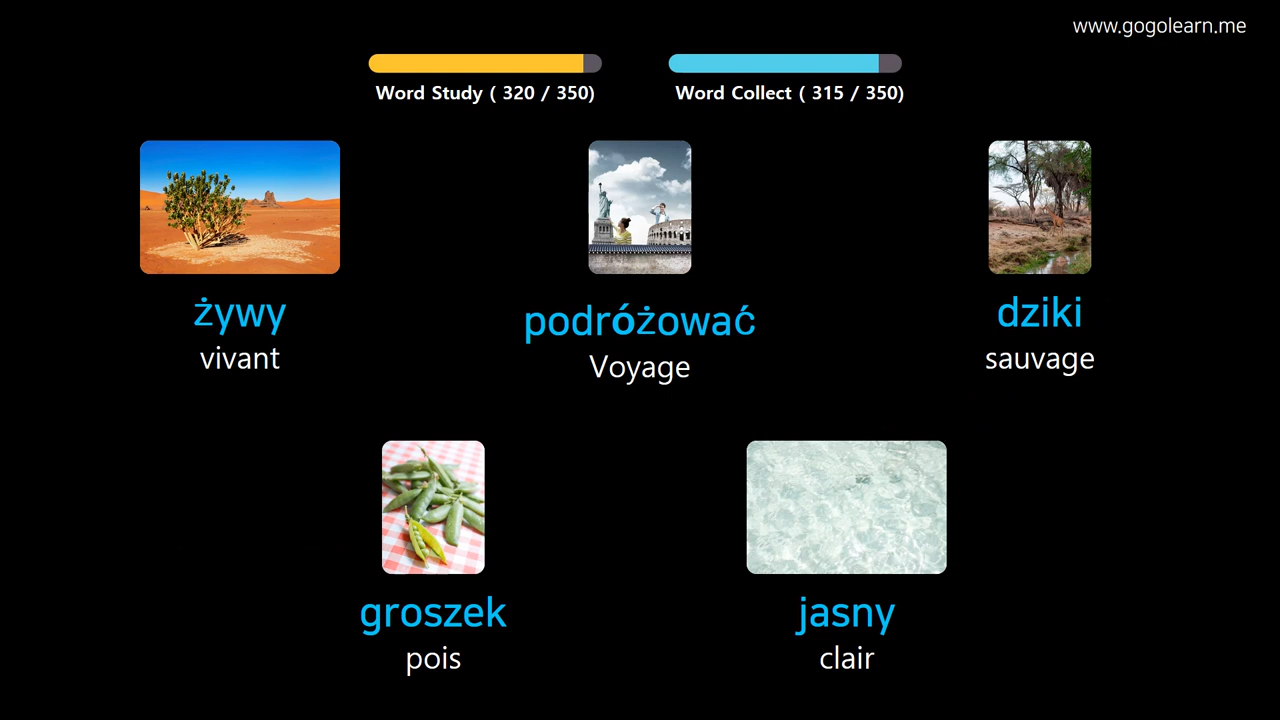 www.gogolearn.me
Word Study ( 320 / 350)
Word Collect ( 315 / 350)
żywy
vivant
podróżować
Voyage
dziki
sauvage
groszek
pois
jasny
clair